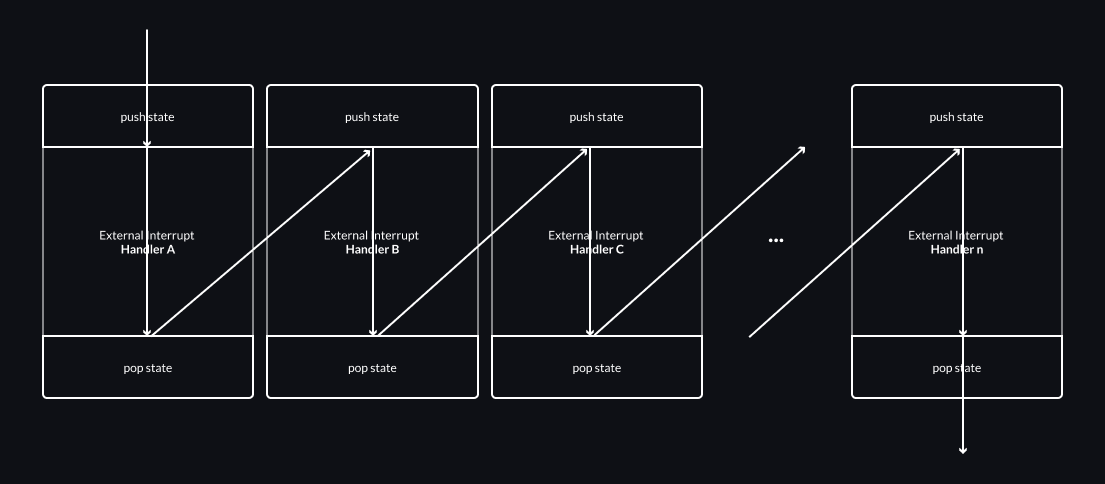 push state
push state
push state
push state
External Interrupt
Handler A
External Interrupt
Handler B
External Interrupt
Handler C
...
External Interrupt
Handler n
pop state
pop state
pop state
pop state